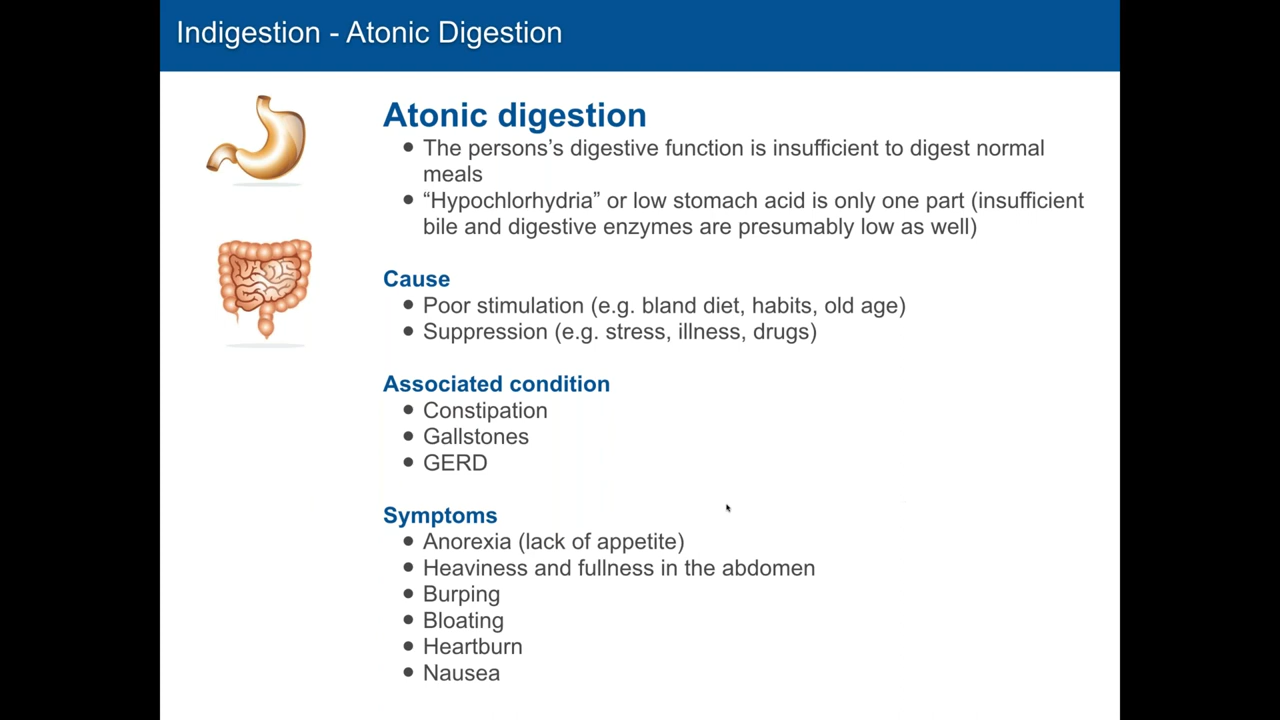 Indigestion - Atonic Digestion
Atonic digestion
• The persons's digestive function is insufficient to digest normal
meals
• “Hypochlorhydria” or low stomach acid is only one part (insufficient
bile and digestive enzymes are presumably low as well)
Cause
• Poor stimulation (e.g. bland diet, habits, old age)
• Suppression (e.g. stress, illness, drugs)
Associated condition
• Constipation
• Gallstones
• GERD
Symptoms
• Anorexia (lack of appetite)
• Heaviness and fullness in the abdomen
• Burping
• Bloating
• Heartburn
• Nausea